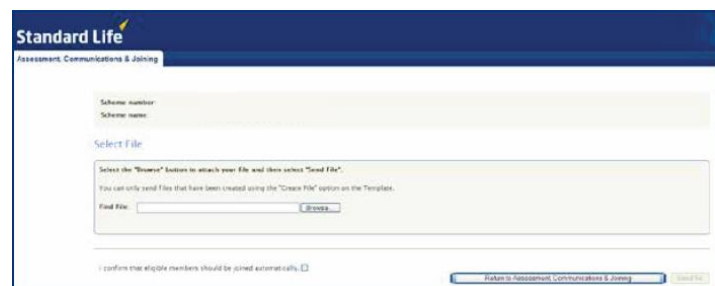 Standard Life
Assessment, Communications & Joining
Scheme number
Scheme name
Select File
Select the "Browse" button to attach your file and then select "Send File".
You can only send files that have been created using the "Create File" option on the Template.
Find File: Browse...
I confirm that eligible members should be joined automatically.
Return to Assessment, Communications & Joining Send File